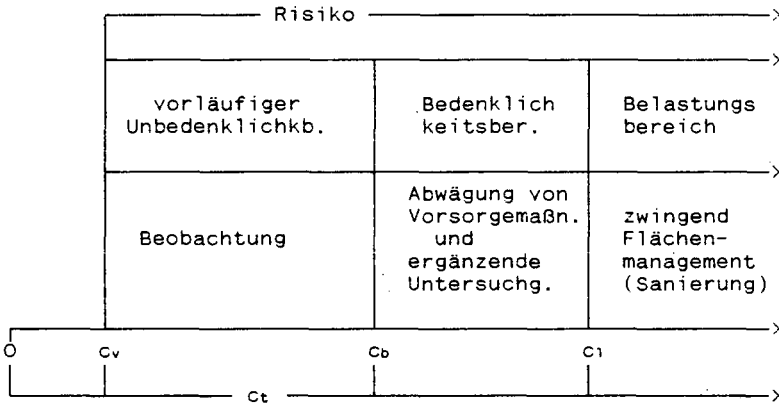 Risiko
vorläufiger
Unbedenklichkb.
Bedenklich
keitsber.
Belastungs
bereich
Beobachtung
Abwägung von
Vorsorgemaßn.
und
ergänzende
Untersuchg.
zwingend
Flächen-
management
(Sanierung)
0 Cv Cb Cl
Ct